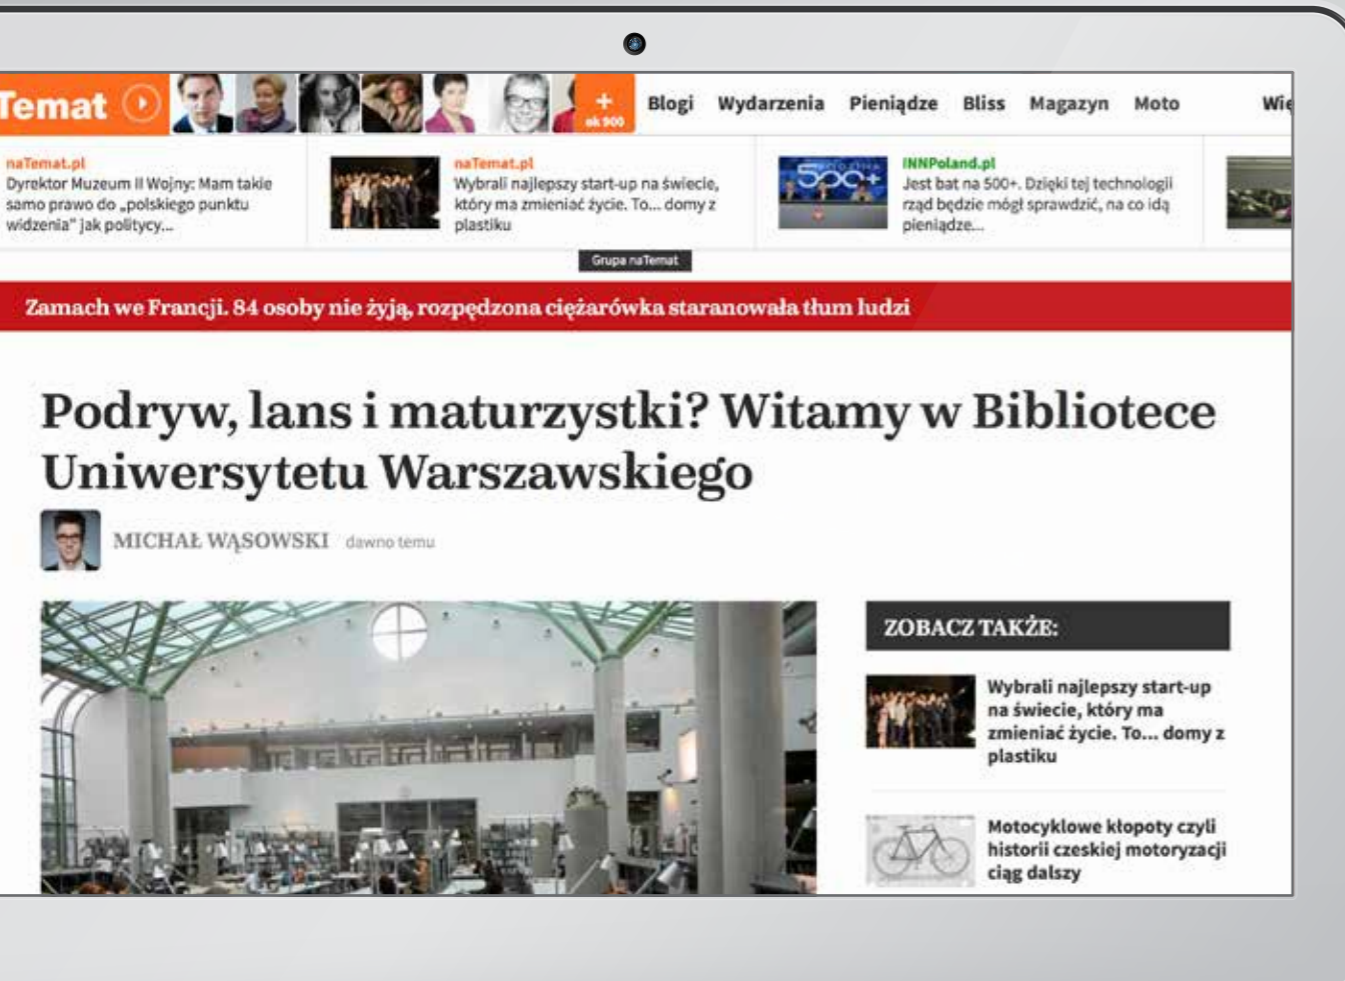 Temat
+
ok 900
Blogi Wydarzenia Pieniądze Bliss Magazyn Moto Wię
naTemat.pl
Dyrektor Muzeum II Wojny: Mam takie
samo prawo do „polskiego punktu
widzenia" jak politycy...
naTemat.pl
Wybrali najlepszy start-up na świecie,
który ma zmieniać życie. To... domy z
plastiku
500+
INNPoland.pl
Jest bat na 500+. Dzięki tej technologii
rząd będzie mógł sprawdzić, na co idą
pieniądze...
Grupa naTemat
Zamach we Francji. 84 osoby nie żyją, rozpędzona ciężarówka staranowała tłum ludzi
Podryw, lans i maturzystki? Witamy w Bibliotece
Uniwersytetu Warszawskiego
MICHAŁ WĄSOWSKI dawno temu
ZOBACZ TAKŻE:
Wybrali najlepszy start-up
na świecie, który ma
zmieniać życie. To... domy z
plastiku
Motocyklowe kłopoty czyli
historii czeskiej motoryzacji
ciąg dalszy